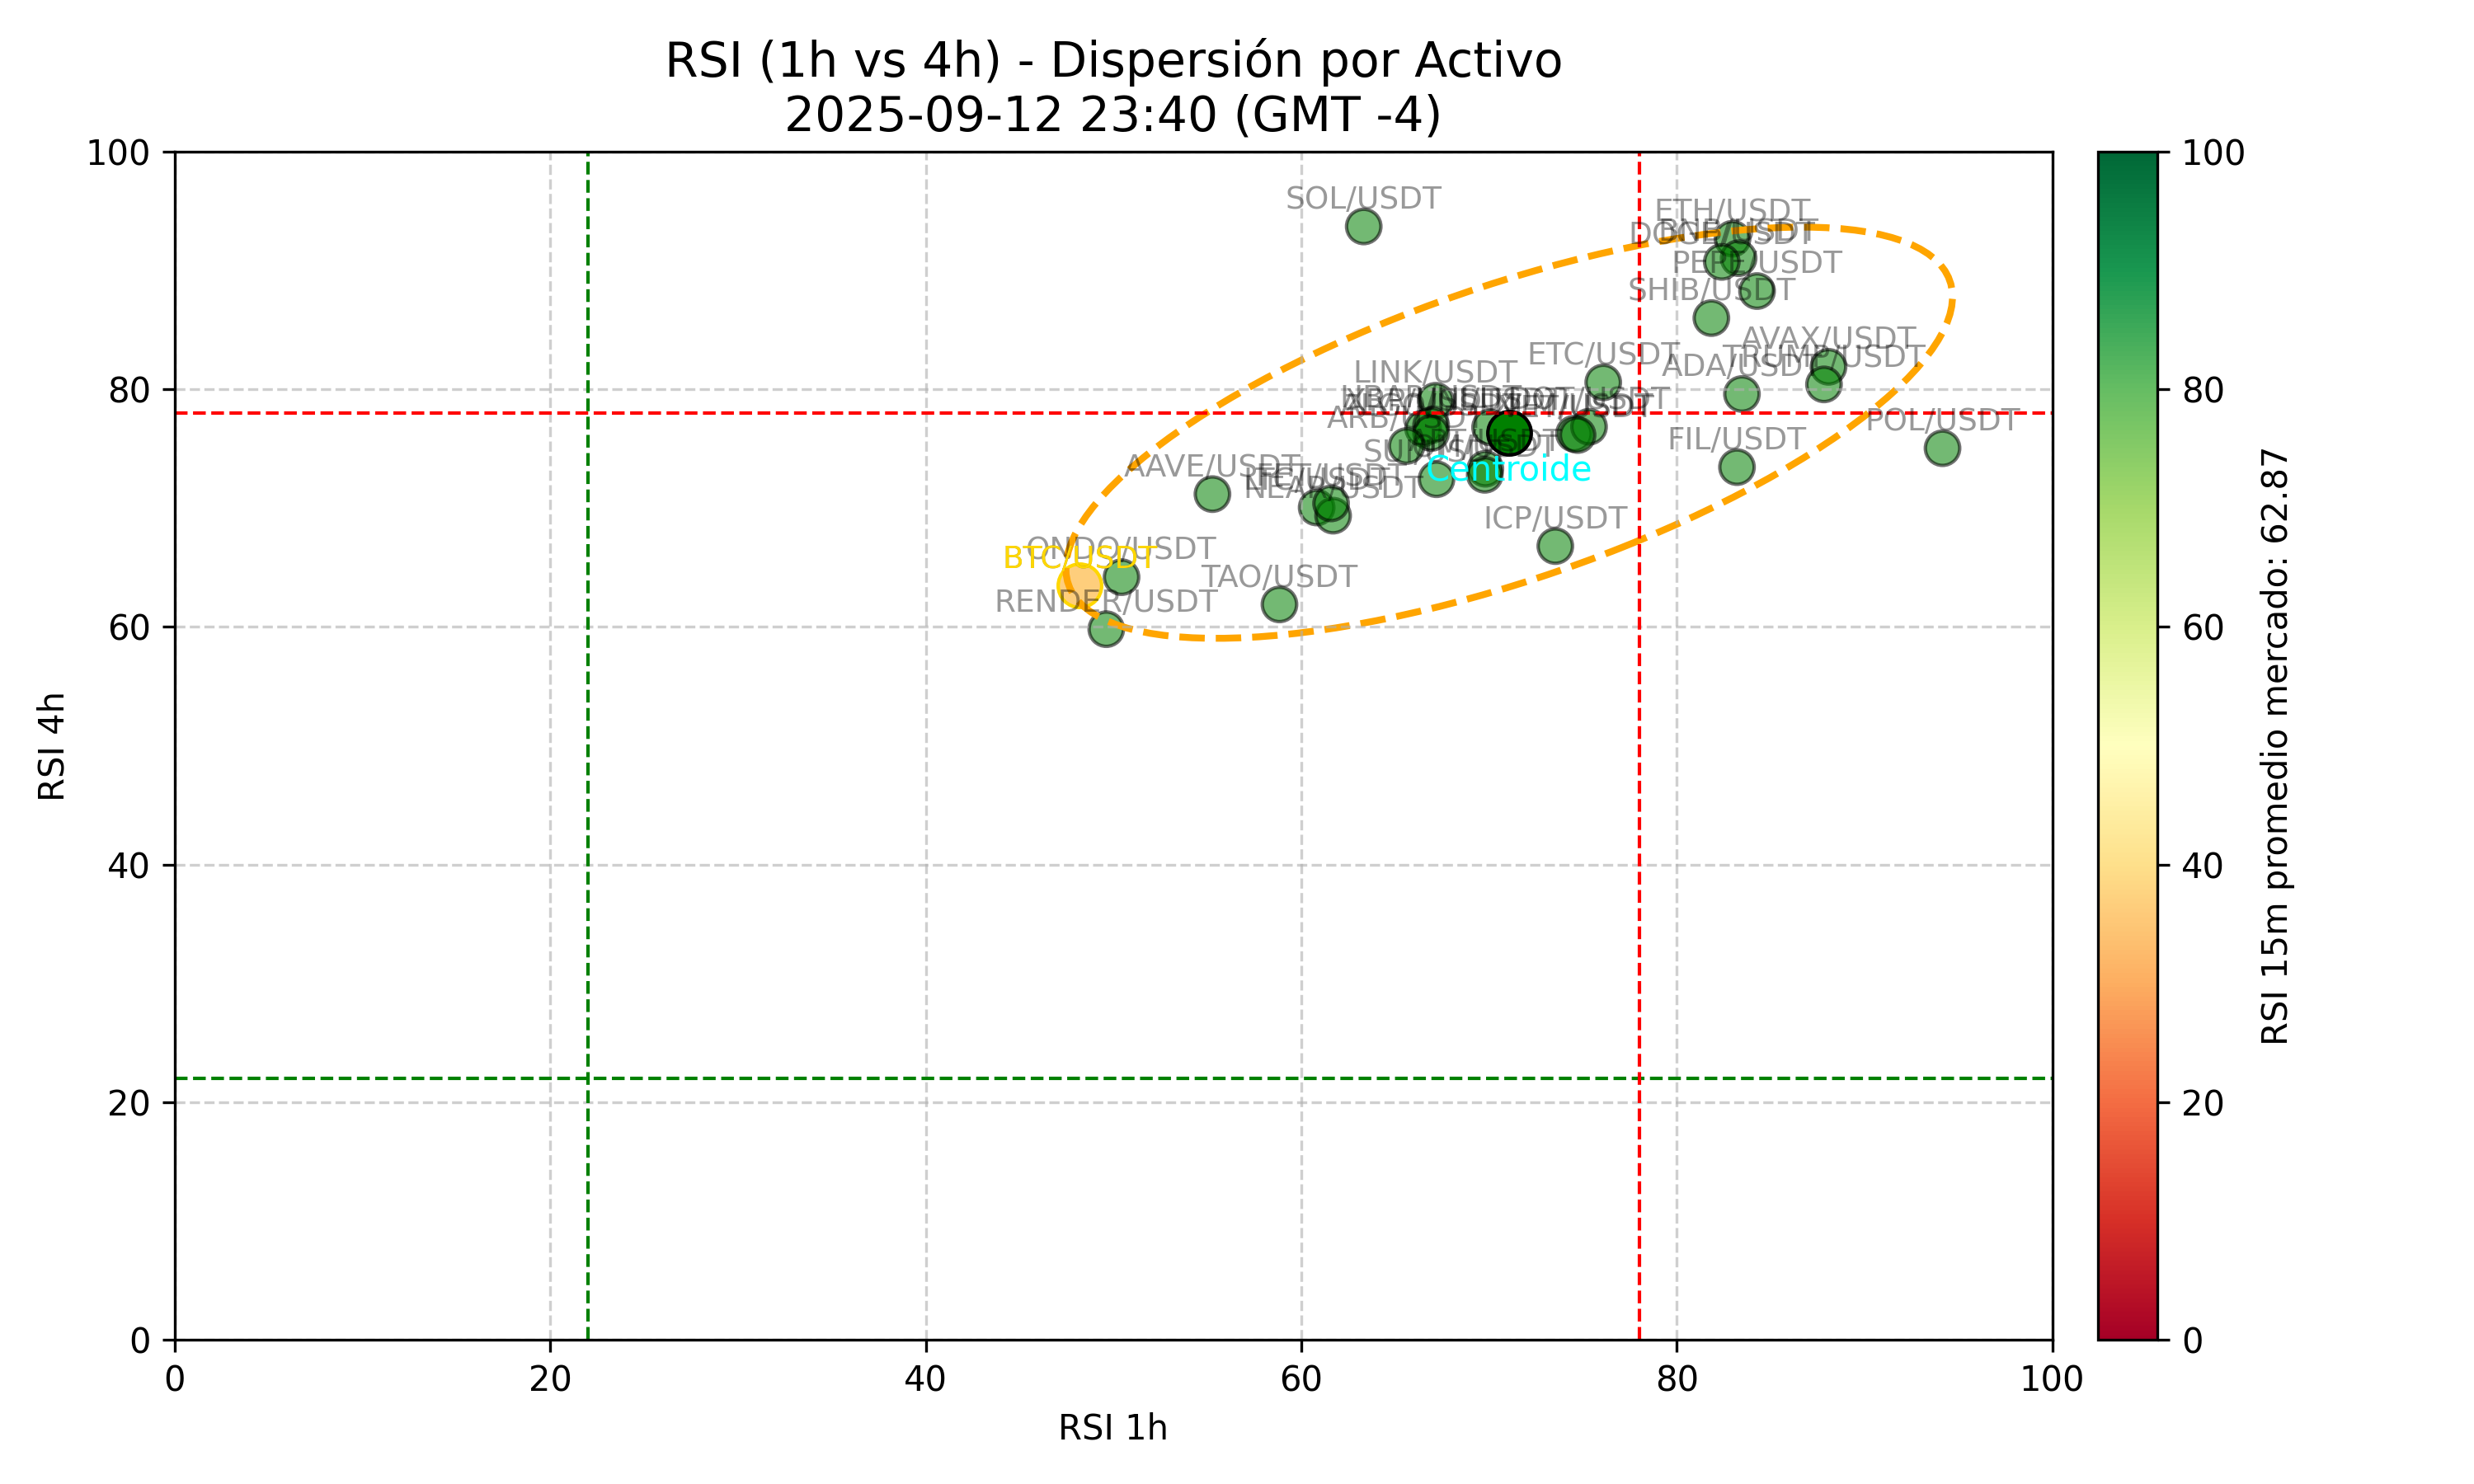 RSI (1h vs 4h) - Dispersión por Activo
2025-09-12 23:40 (GMT -4)
100
80
60
40
20
0
RSI 4h
0
20
40
60
80
100
RSI 1h
SOL/USDT
ETH/USDT
PEPE/USDT
SHIB/USDT
AVAX/USDT
TRUMP/USDT
ADA/USDT
ETC/USDT
LINK/USDT
POL/USDT
FIL/USDT
AAVE/USDT
NEAR/USDT
Centroide
ICP/USDT
ONDO/USDT
BTC/USDT
TAO/USDT
RENDER/USDT
100
80
60
40
20
0
RSI 15m promedio mercado: 62.87